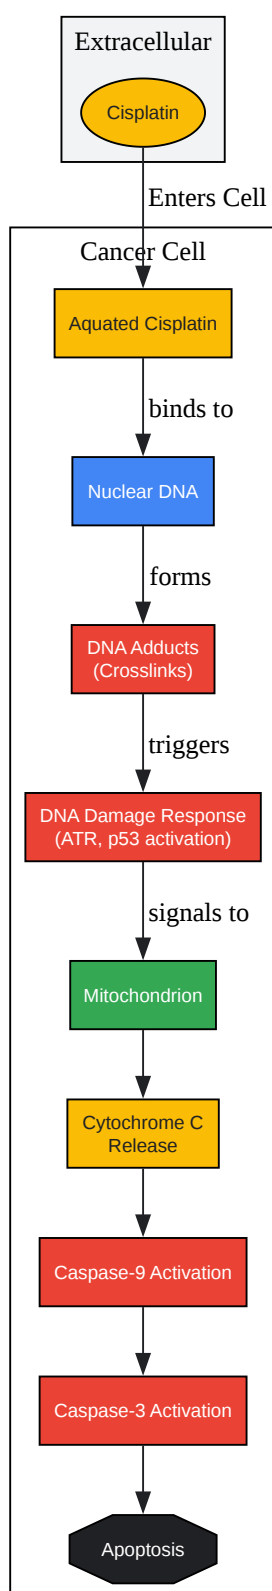 Extracellular
Cisplatin
Enters Cell
Cancer Cell
Aquated Cisplatin
binds to
Nuclear DNA
forms
DNA Adducts
(Crosslinks)
triggers
DNA Damage Response
(ATR, p53 activation)
signals to
Mitochondrion
Cytochrome C
Release
Caspase-9 Activation
Caspase-3 Activation
Apoptosis